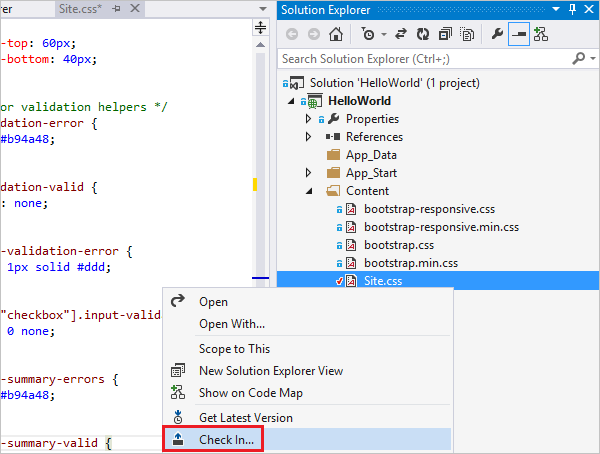 rer
Site.css*
-top: 60px;
-bottom: 40px;
or validation helpers */
dation-error {
#b94a48;
dation-valid {
: none;
-validation-error {
1px solid #ddd;
"checkbox"].input-valid
0 none;
-summary-errors {
#b94a48;
-summary-valid {
Solution Explorer
Search Solution Explorer (Ctrl+;)
Solution 'HelloWorld' (1 project)
HelloWorld
Properties
References
App_Data
App_Start
Content
bootstrap-responsive.css
bootstrap-responsive.min.css
bootstrap.css
bootstrap.min.css
Site.css
Open
Open With...
Scope to This
New Solution Explorer View
Show on Code Map
Get Latest Version
Check In...